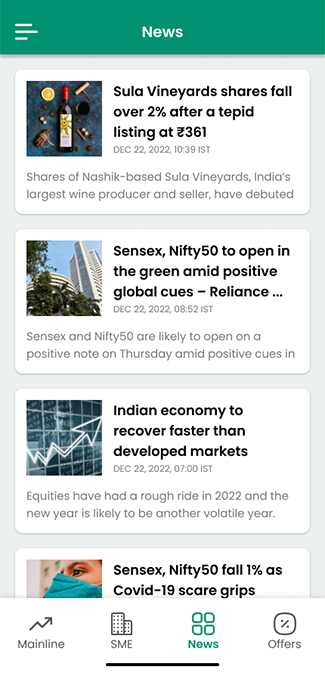 News
Sula Vineyards shares fall
over 2% after a tepid
listing at ₹361
DEC 22, 2022, 10:39 IST
Shares of Nashik-based Sula Vineyards, India's
largest wine producer and seller, have debuted
Sensex, Nifty50 to open in
the green amid positive
global cues – Reliance ...
DEC 22, 2022, 08:52 IST
Sensex and Nifty50 are likely to open on a
positive note on Thursday amid positive cues in
Indian economy to
recover faster than
developed markets
DEC 22, 2022, 07:00 IST
Equities have had a rough ride in 2022 and the
new year is likely to be another volatile year.
Sensex, Nifty50 fall 1% as
Covid-19 scare grips
Mainline
SME
News
Offers